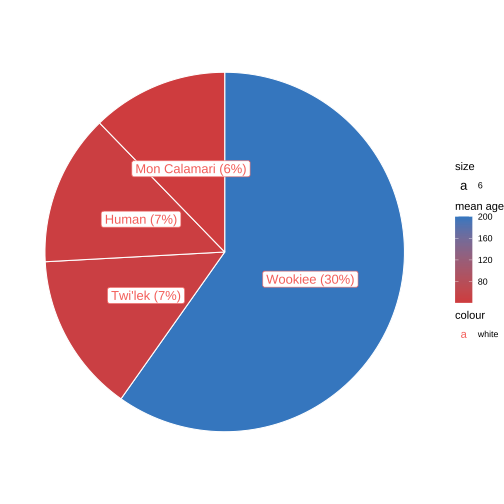 Mon Calamari (6%)
Human (7%)
Wookiee (30%)
Twi'lek (7%)
size
a 6
mean age
200
160
120
80
colour
a white